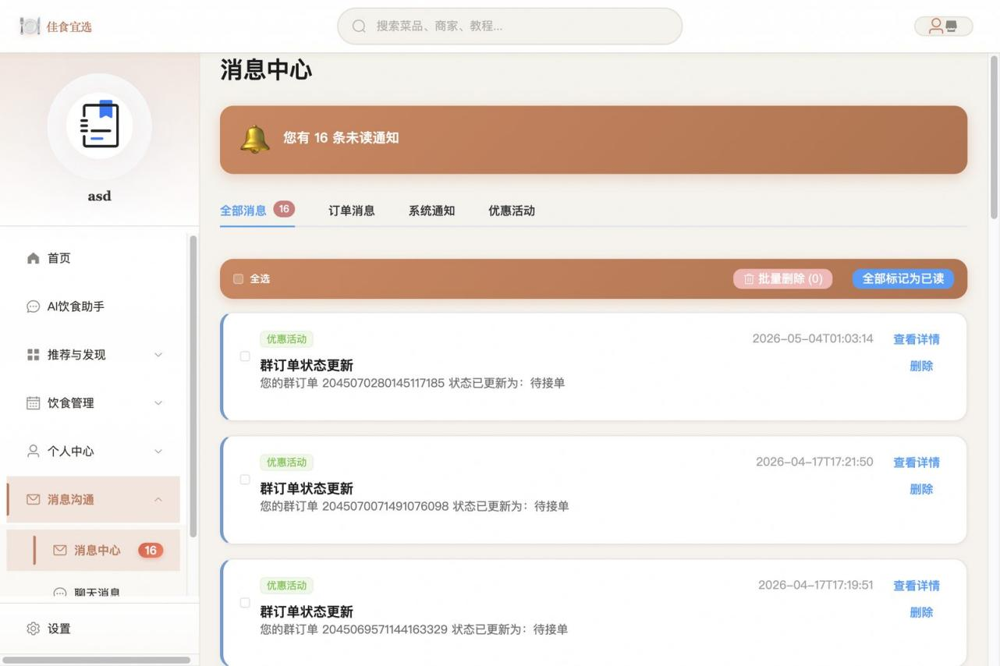 佳食宜选
搜索菜品、商家、教程...
asd
首页
AI饮食助手
推荐与发现
饮食管理
个人中心
消息沟通
消息中心 16
聊天消息
设置
消息中心
您有 16 条未读通知
全部消息 16 订单消息 系统通知 优惠活动
全选 批量删除 (0) 全部标记为已读
优惠活动 2026-05-04T01:03:14 查看详情
群订单状态更新 删除
您的群订单 2045070280145117185 状态已更新为：待接单
优惠活动 2026-04-17T17:21:50 查看详情
群订单状态更新 删除
您的群订单 2045070071491076098 状态已更新为：待接单
优惠活动 2026-04-17T17:19:51 查看详情
群订单状态更新 删除
您的群订单 2045069571144163329 状态已更新为：待接单